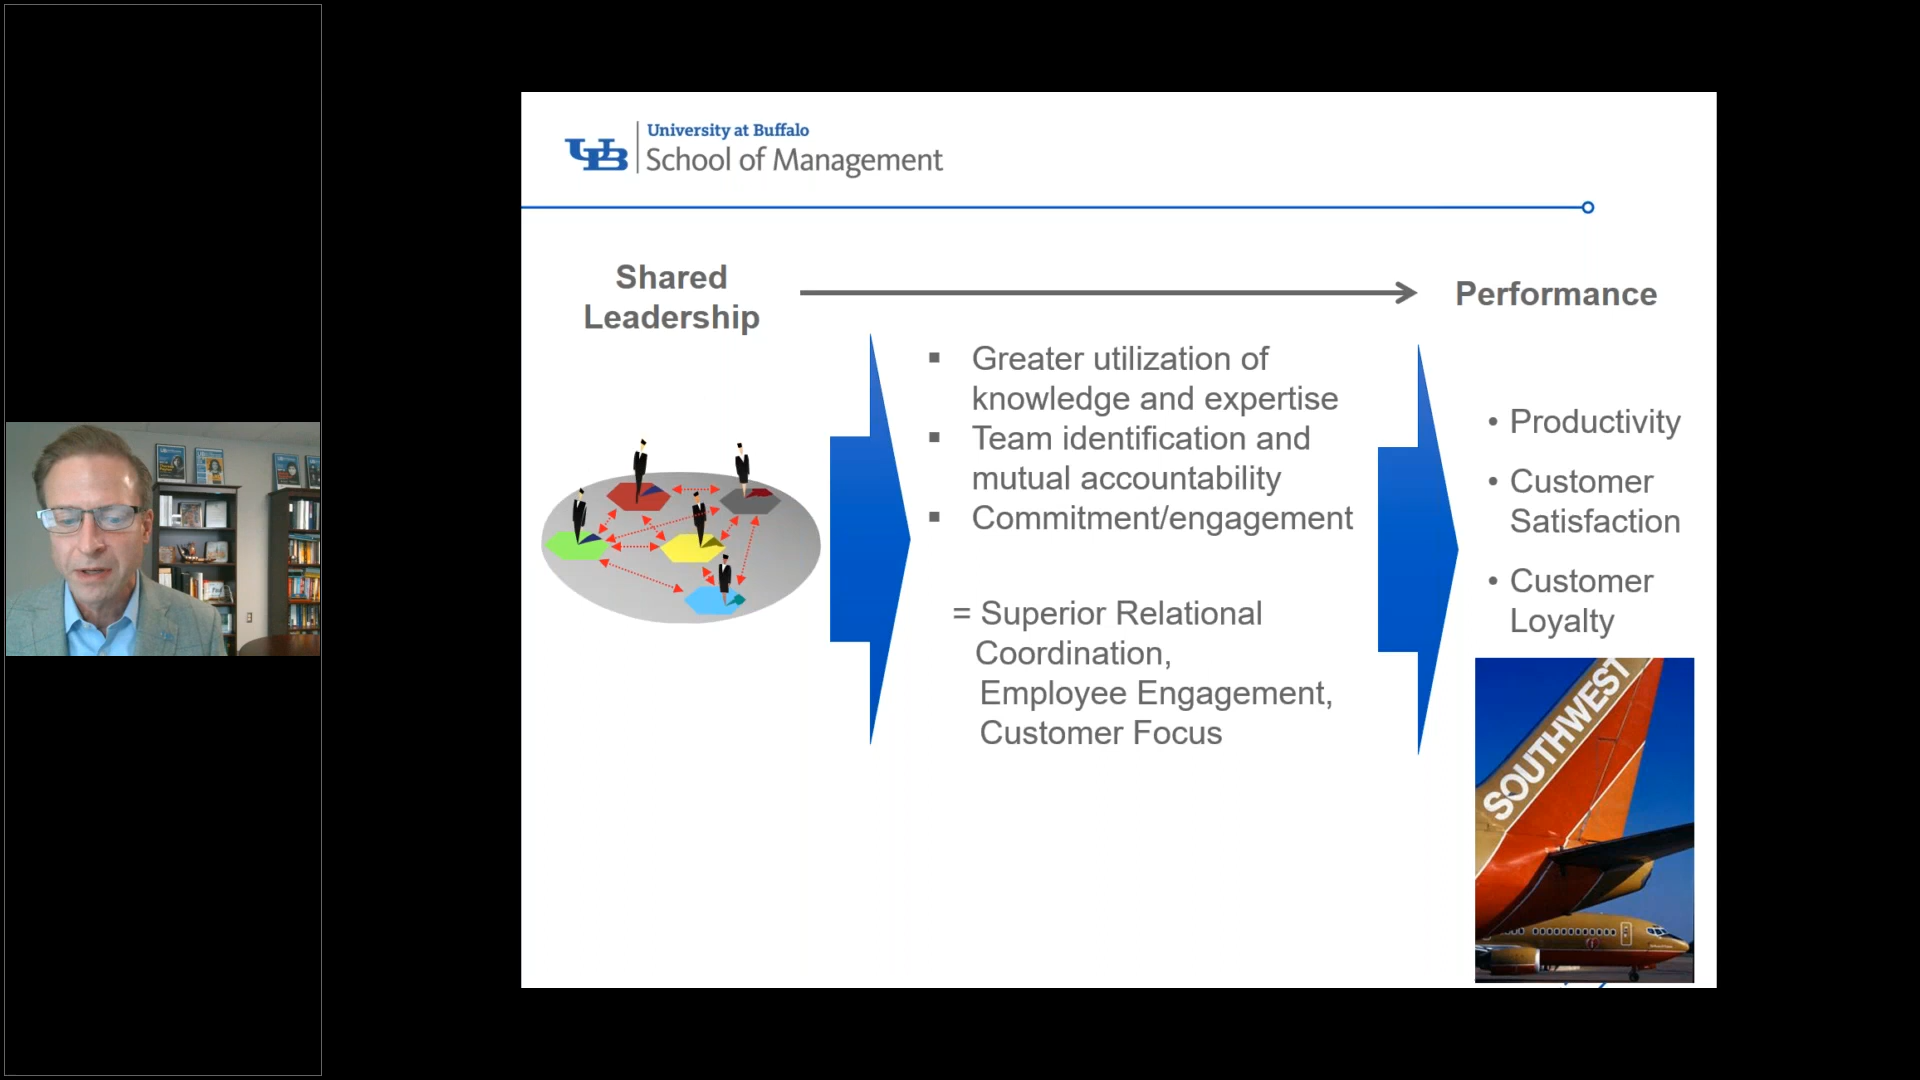 UB
University at Buffalo
School of Management
Shared
Leadership
Performance
▪ Greater utilization of
knowledge and expertise
▪ Team identification and
mutual accountability
▪ Commitment/engagement
= Superior Relational
Coordination,
Employee Engagement,
Customer Focus
• Productivity
• Customer
Satisfaction
• Customer
Loyalty
SOUTHWEST